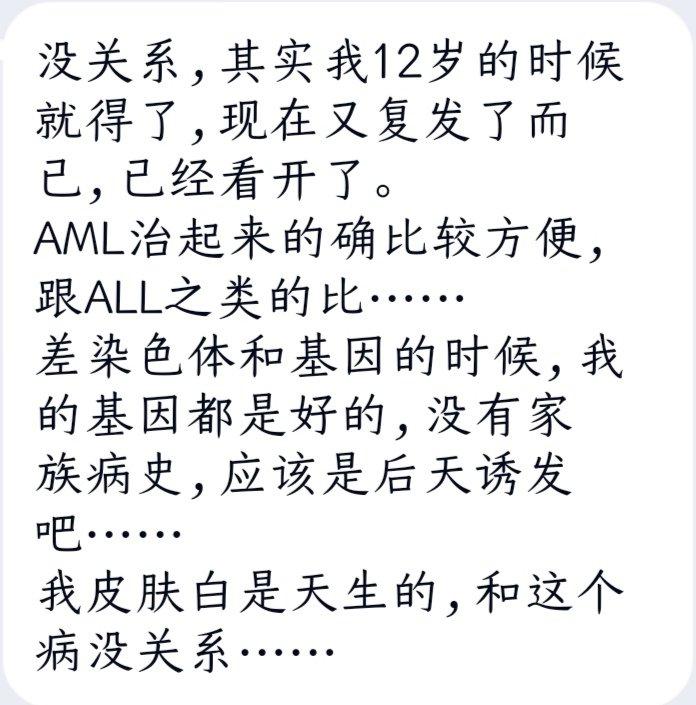 没关系,其实我12岁的时候
就得了,现在又复发了而
已,已经看开了。
AML治起来的确比较方便,
跟ALL之类的比……
差染色体和基因的时候,我
的基因都是好的,没有家
族病史,应该是后天诱发
吧……
我皮肤白是天生的,和这个
病没关系……